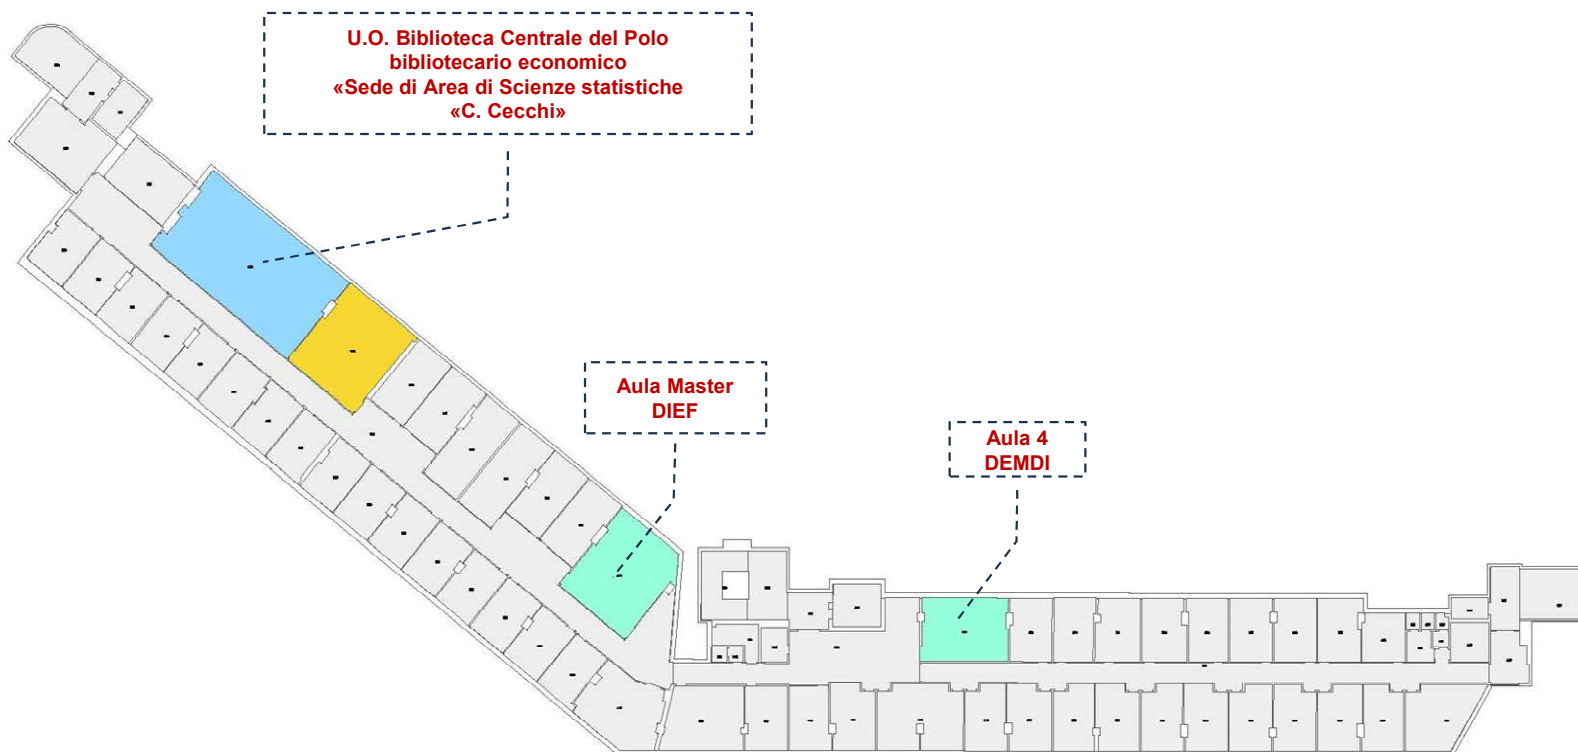 U.O. Biblioteca Centrale del Polo
bibliotecario economico
«Sede di Area di Scienze statistiche
«C. Cecchi»
Aula Master
DIEF
Aula 4
DEMDI